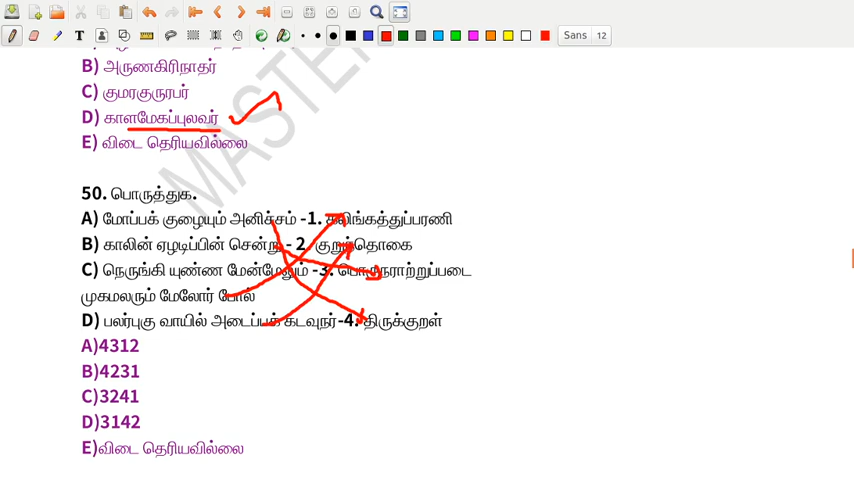 Sans 12
MASTER
B) அருணகிரிநாதர்
C) குமரகுருபரர்
D) காளமேகப்புலவர்
E) விடை தெரியவில்லை
50. பொருத்துக.
A) மோப்பக் குழையும் அனிச்சம் -1. கலிங்கத்துப்பரணி
B) காலின் ஏழடிப்பின் சென்று - 2. குறுந்தொகை
C) நெருங்கி யுண்ண மேன்மேலும் -3. பொருநராற்றுப்படை
முகமலரும் மேலோர் போல்
D) பலர்புகு வாயில் அடைப்பக் கடவுநர்-4. திருக்குறள்
A)4312
B)4231
C)3241
D)3142
E)விடை தெரியவில்லை